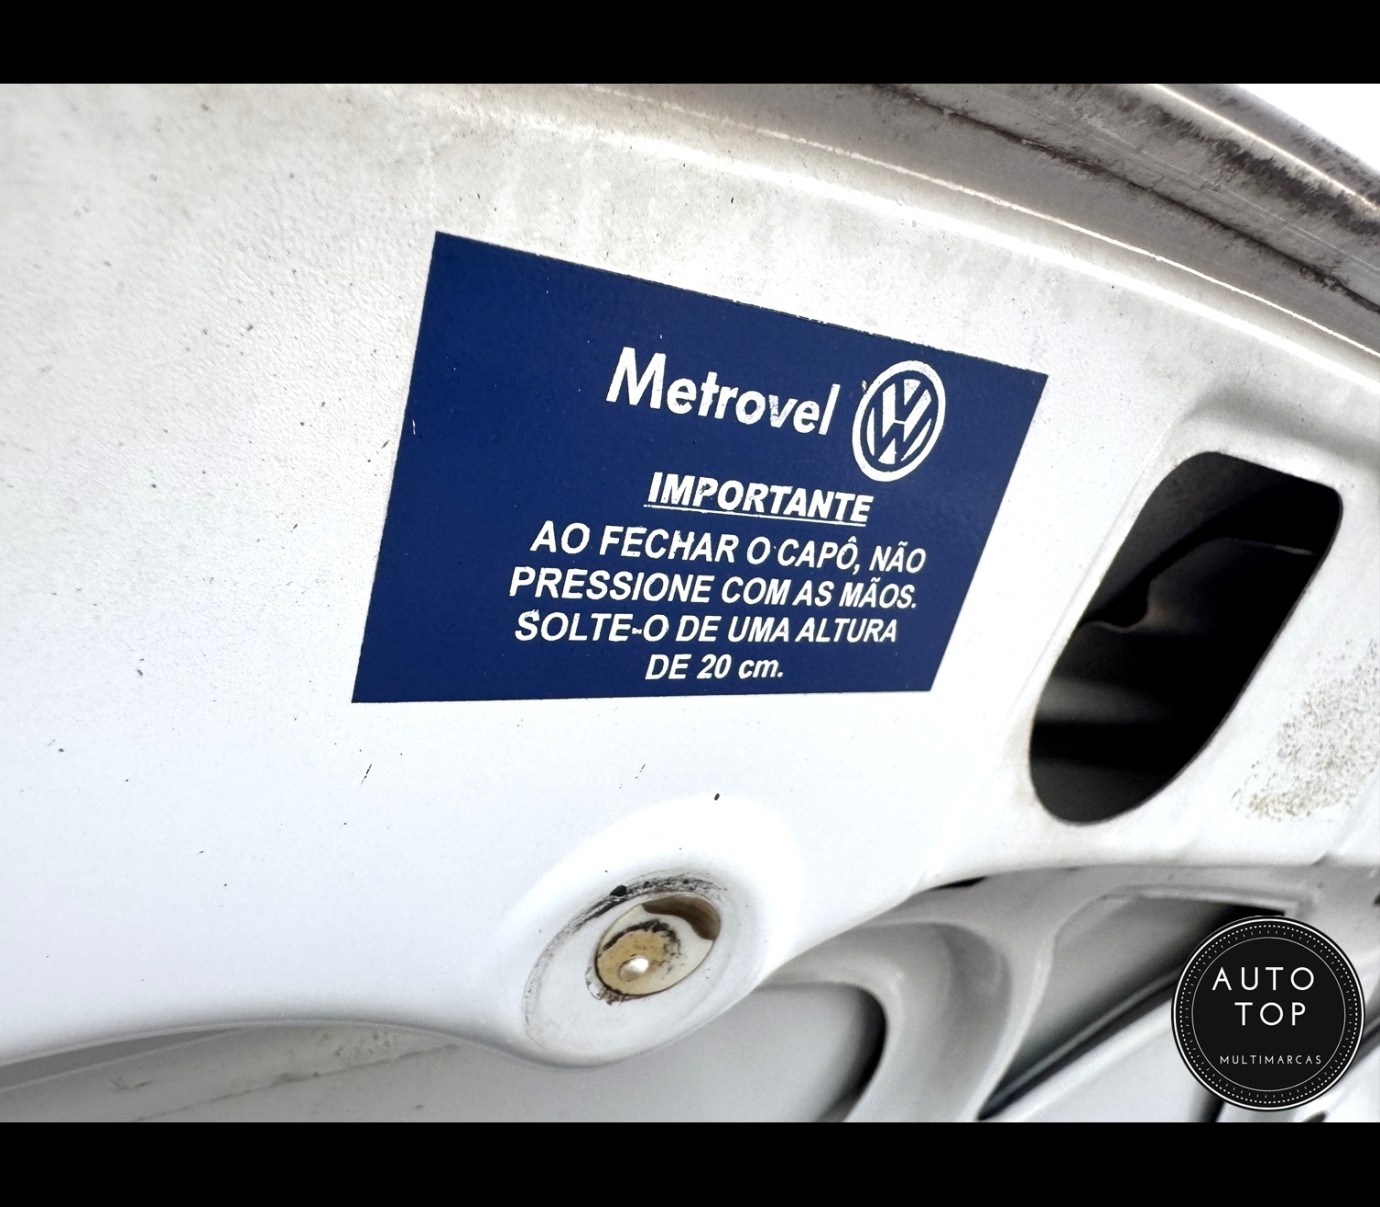 Metrovel
IMPORTANTE
AO FECHAR O CAPÔ, NÃO
PRESSIONE COM AS MÃOS.
SOLTE-O DE UMA ALTURA
DE 20 cm.
AUTO
TOP
MULTIMARCAS